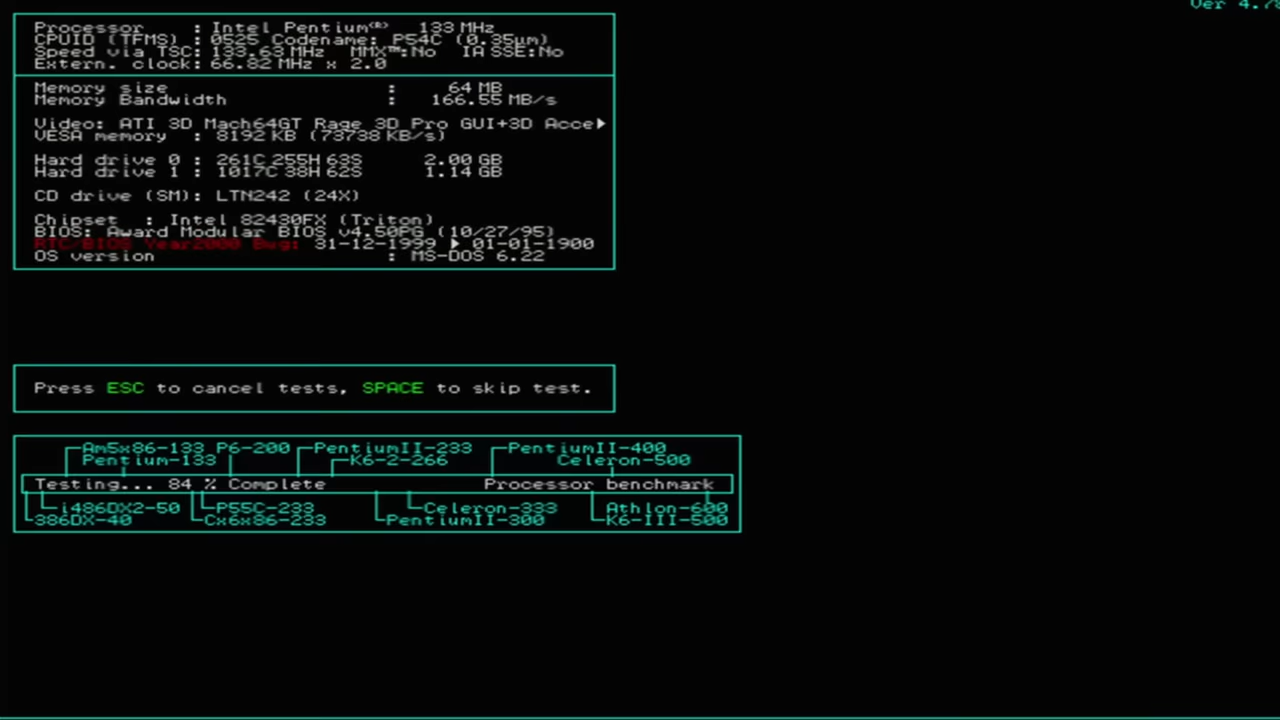 Ver 4.78
Processor : Intel Pentium(R) 133 MHz
CPUID (TFMS) : 0525 Codename: P54C (0.35µm)
Speed via TSC: 133.63 MHz MMX™:No IA SSE:No
Extern. clock: 66.82 MHz x 2.0
Memory size : 64 MB
Memory Bandwidth : 166.55 MB/s
Video: ATI 3D Mach64GT Rage 3D Pro GUI+3D Acce►
VESA memory : 8192 KB (73738 KB/s)
Hard drive 0 : 261C 255H 63S 2.00 GB
Hard drive 1 : 1017C 38H 62S 1.14 GB
CD drive (SM): LTN242 (24X)
Chipset : Intel 82430FX (Triton)
BIOS: Award Modular BIOS v4.50PG (10/27/95)
RTC/BIOS Year2000 Bug: 31-12-1999 ► 01-01-1900
OS version : MS-DOS 6.22
Press ESC to cancel tests, SPACE to skip test.
Am5x86-133 P6-200 PentiumII-233 PentiumII-400
Pentium-133 K6-2-266 Celeron-500
Testing... 84 % Complete Processor benchmark
i486DX2-50 P55C-233 Celeron-333 Athlon-600
386DX-40 Cx6x86-233 PentiumII-300 K6-III-500